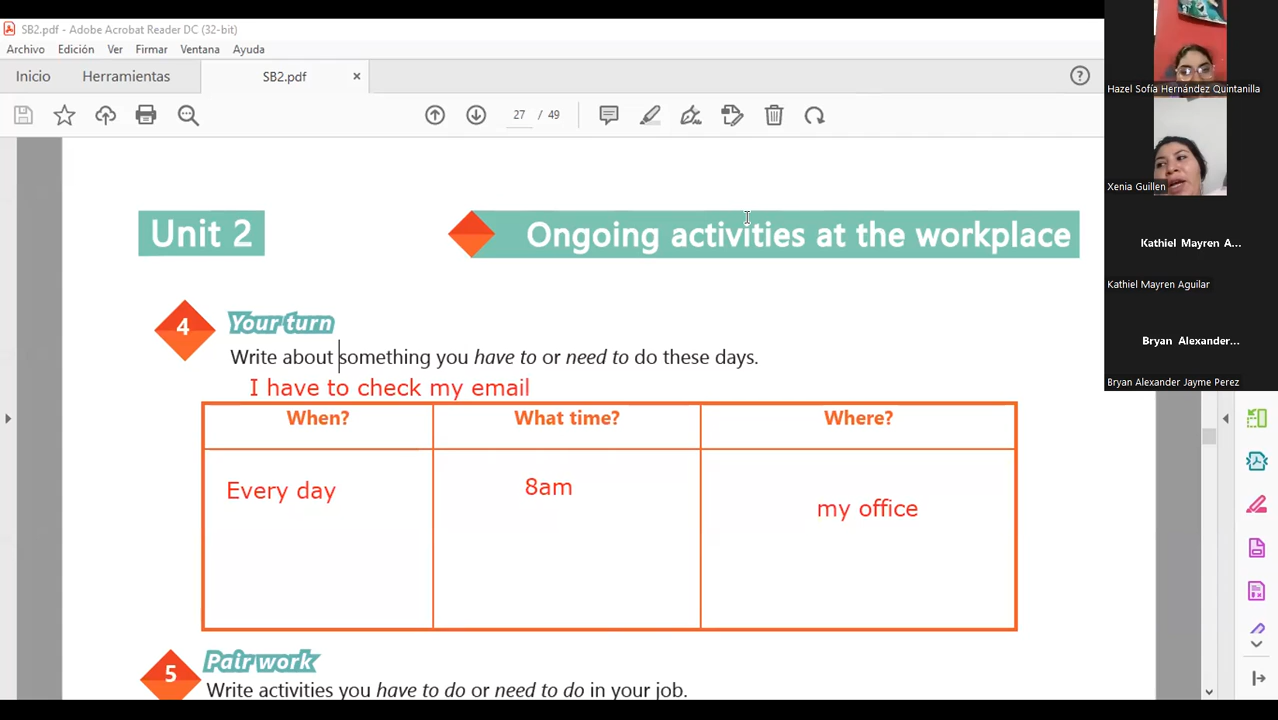 SB2.pdf - Adobe Acrobat Reader DC (32-bit)
Archivo Edición Ver Firmar Ventana Ayuda
Inicio Herramientas SB2.pdf
27 / 49
Unit 2
Ongoing activities at the workplace
4 Your turn
Write about something you have to or need to do these days.
I have to check my email
When? What time? Where?
Every day 8am my office
5 Pair work
Write activities you have to do or need to do in your job.
Hazel Sofía Hernández Quintanilla
Xenia Guillen
Kathiel Mayren A...
Kathiel Mayren Aguilar
Bryan Alexander...
Bryan Alexander Jayme Perez